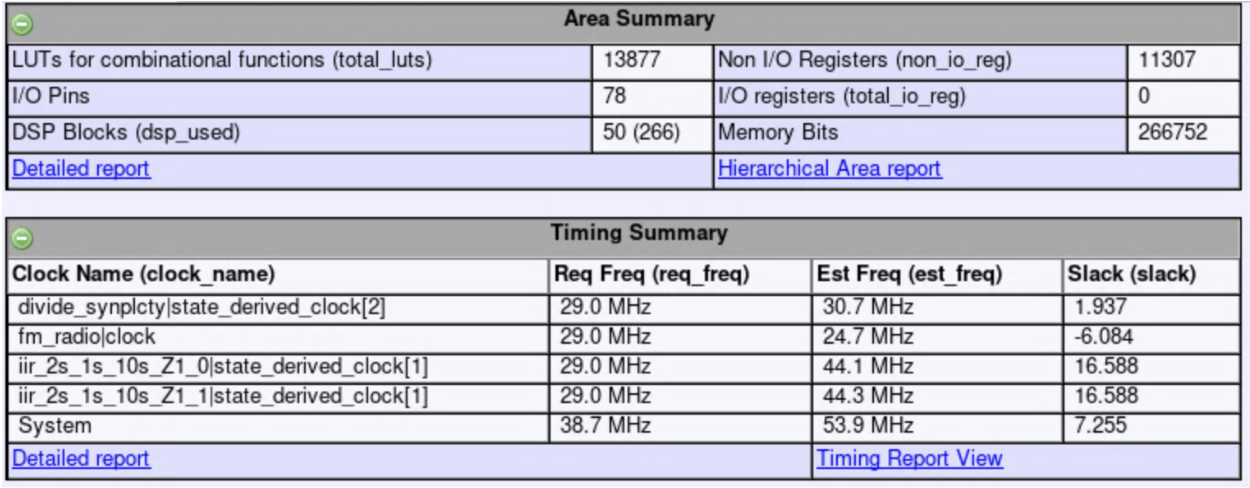 Area Summary
LUTs for combinational functions (total_luts) 13877 Non I/O Registers (non_io_reg) 11307
I/O Pins 78 I/O registers (total_io_reg) 0
DSP Blocks (dsp_used) 50 (266) Memory Bits 266752
Detailed report Hierarchical Area report
Timing Summary
Clock Name (clock_name) Req Freq (req_freq) Est Freq (est_freq) Slack (slack)
divide_synplcty|state_derived_clock[2] 29.0 MHz 30.7 MHz 1.937
fm_radio|clock 29.0 MHz 24.7 MHz -6.084
iir_2s_1s_10s_Z1_0|state_derived_clock[1] 29.0 MHz 44.1 MHz 16.588
iir_2s_1s_10s_Z1_1|state_derived_clock[1] 29.0 MHz 44.3 MHz 16.588
System 38.7 MHz 53.9 MHz 7.255
Detailed report Timing Report View